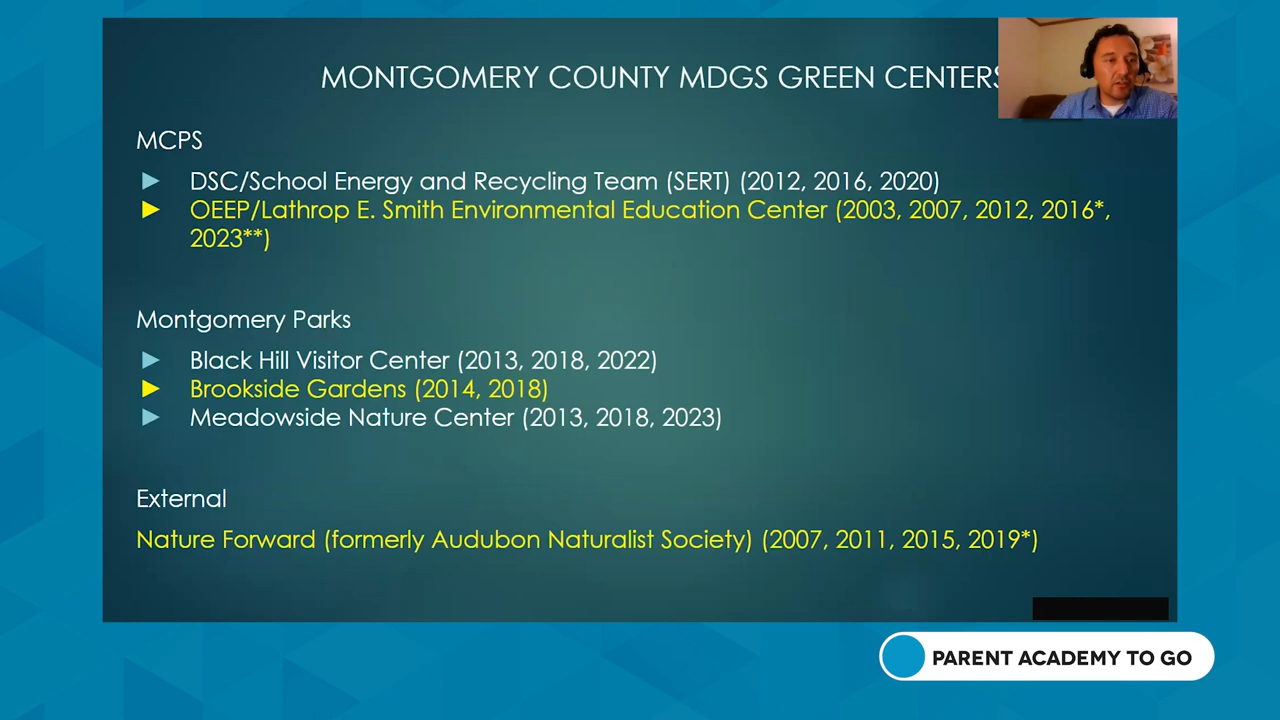 MONTGOMERY COUNTY MDGS GREEN CENTERS
MCPS
DSC/School Energy and Recycling Team (SERT) (2012, 2016, 2020)
OEEP/Lathrop E. Smith Environmental Education Center (2003, 2007, 2012, 2016*,
2023**)
Montgomery Parks
Black Hill Visitor Center (2013, 2018, 2022)
Brookside Gardens (2014, 2018)
Meadowside Nature Center (2013, 2018, 2023)
External
Nature Forward (formerly Audubon Naturalist Society) (2007, 2011, 2015, 2019*)
PARENT ACADEMY TO GO